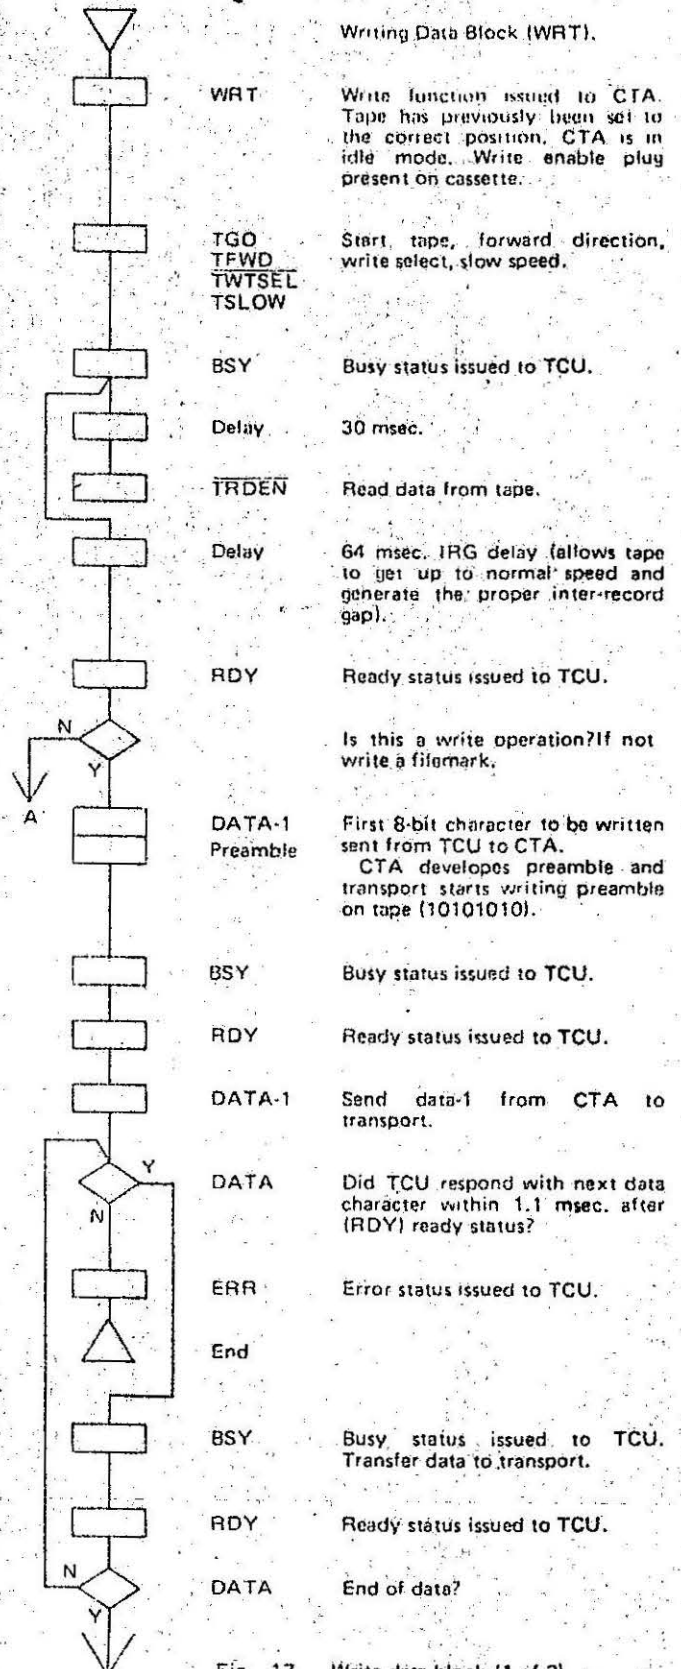 Writing Data Block (WRT).
WRT Write function issued to CTA.
Tape has previously been set to
the correct position. CTA is in
idle mode. Write enable plug
present on cassette.
TGO Start tape, forward direction,
TFWD write select, slow speed.
TWTSEL
TSLOW
BSY Busy status issued to TCU.
Delay 30 msec.
TRDEN Read data from tape.
Delay 64 msec. IRG delay (allows tape
to get up to normal speed and
generate the proper inter-record
gap).
RDY Ready status issued to TCU.
N
Is this a write operation? If not
write a filemark.
Y
A
DATA-1 First 8-bit character to be written
Preamble sent from TCU to CTA.
CTA developes preamble and
transport starts writing preamble
on tape (10101010).
BSY Busy status issued to TCU.
RDY Ready status issued to TCU.
DATA-1 Send data-1 from CTA to
transport.
Y
DATA Did TCU respond with next data
character within 1.1 msec. after
N
(RDY) ready status?
ERR Error status issued to TCU.
End
BSY Busy status issued to TCU.
Transfer data to transport.
RDY Ready status issued to TCU.
N
DATA End of data?
Y
Fig. 17 Write data block (1 of 2)